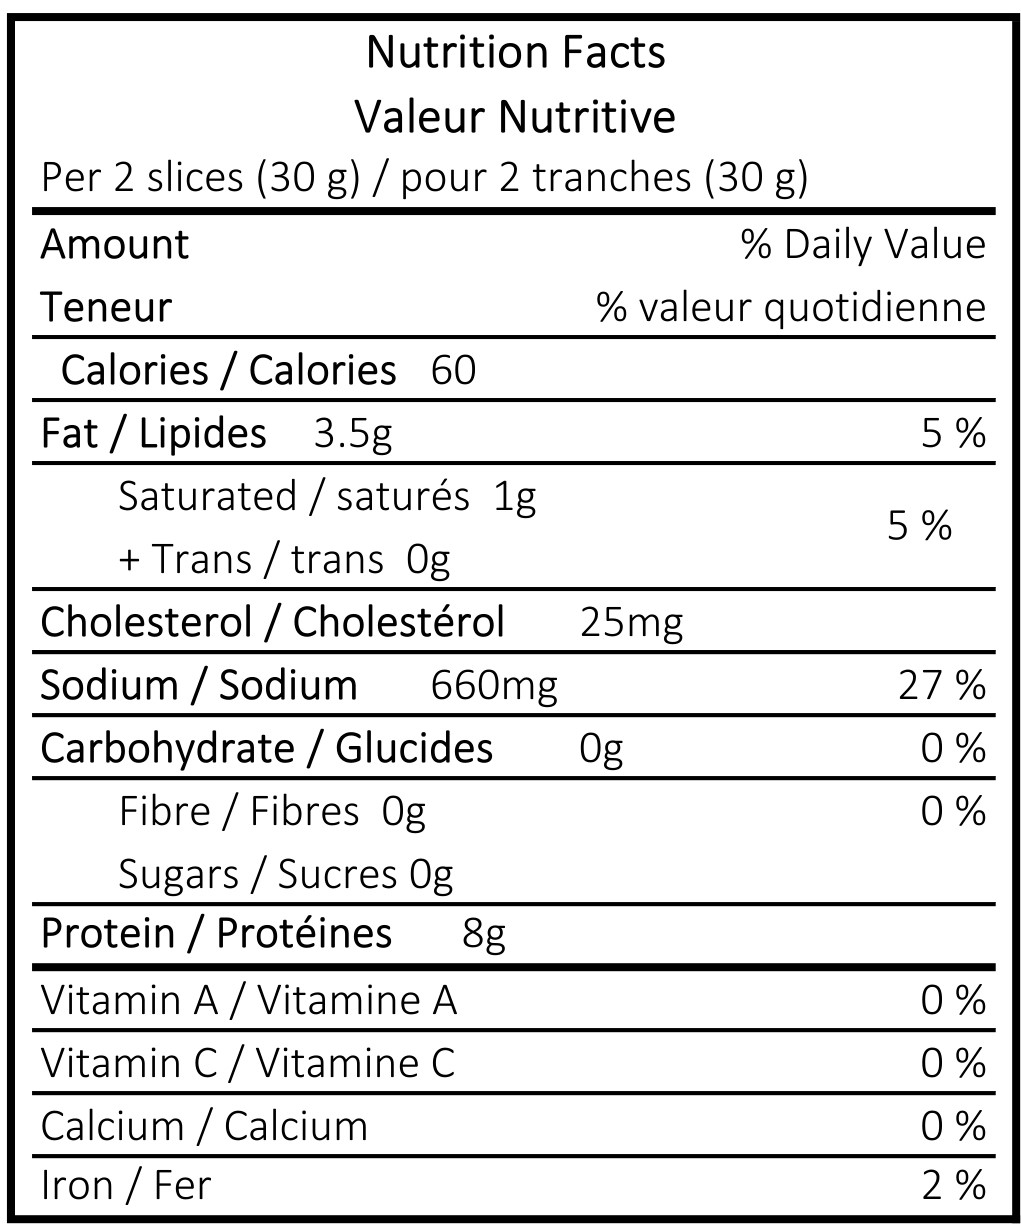 Nutrition Facts
Valeur Nutritive
Per 2 slices (30 g) / pour 2 tranches (30 g)
Amount % Daily Value
Teneur % valeur quotidienne
Calories / Calories 60
Fat / Lipides 3.5g 5 %
Saturated / saturés 1g
5 %
+ Trans / trans 0g
Cholesterol / Cholestérol 25mg
Sodium / Sodium 660mg 27 %
Carbohydrate / Glucides 0g 0 %
Fibre / Fibres 0g 0 %
Sugars / Sucres 0g
Protein / Protéines 8g
Vitamin A / Vitamine A 0 %
Vitamin C / Vitamine C 0 %
Calcium / Calcium 0 %
Iron / Fer 2 %